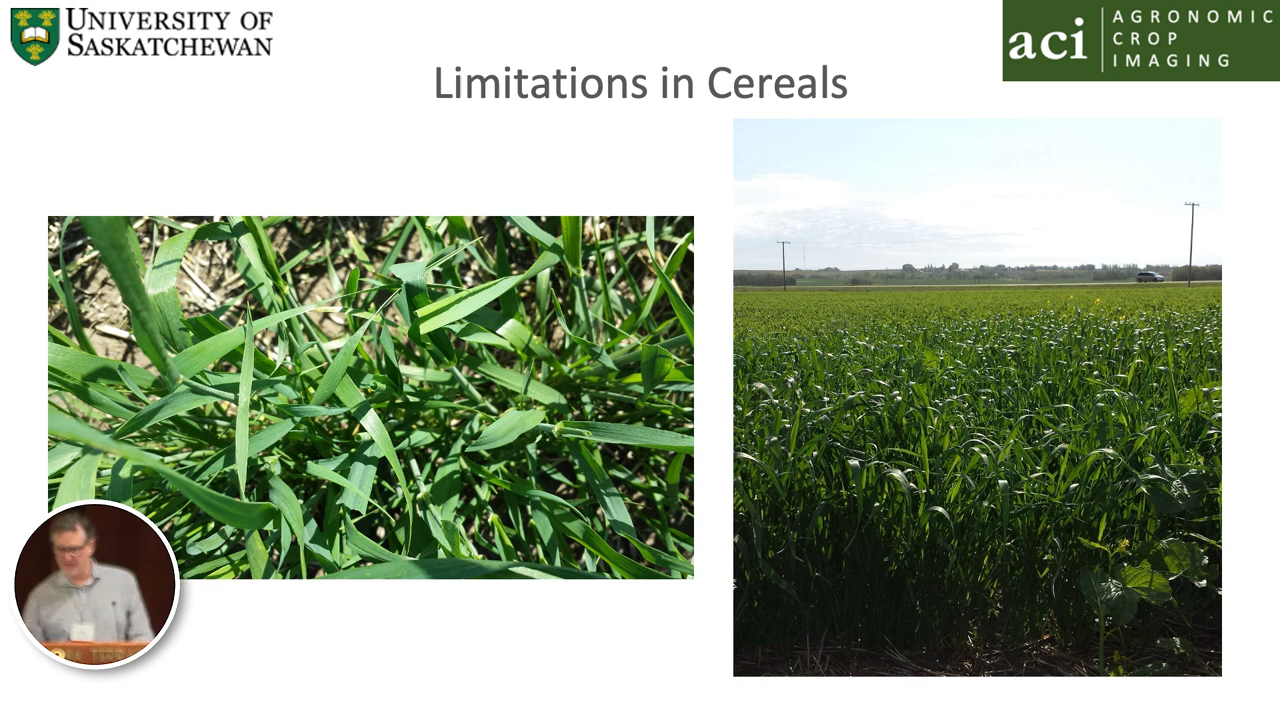 UNIVERSITY OF
SASKATCHEWAN
aci
AGRONOMIC
CROP
IMAGING
Limitations in Cereals